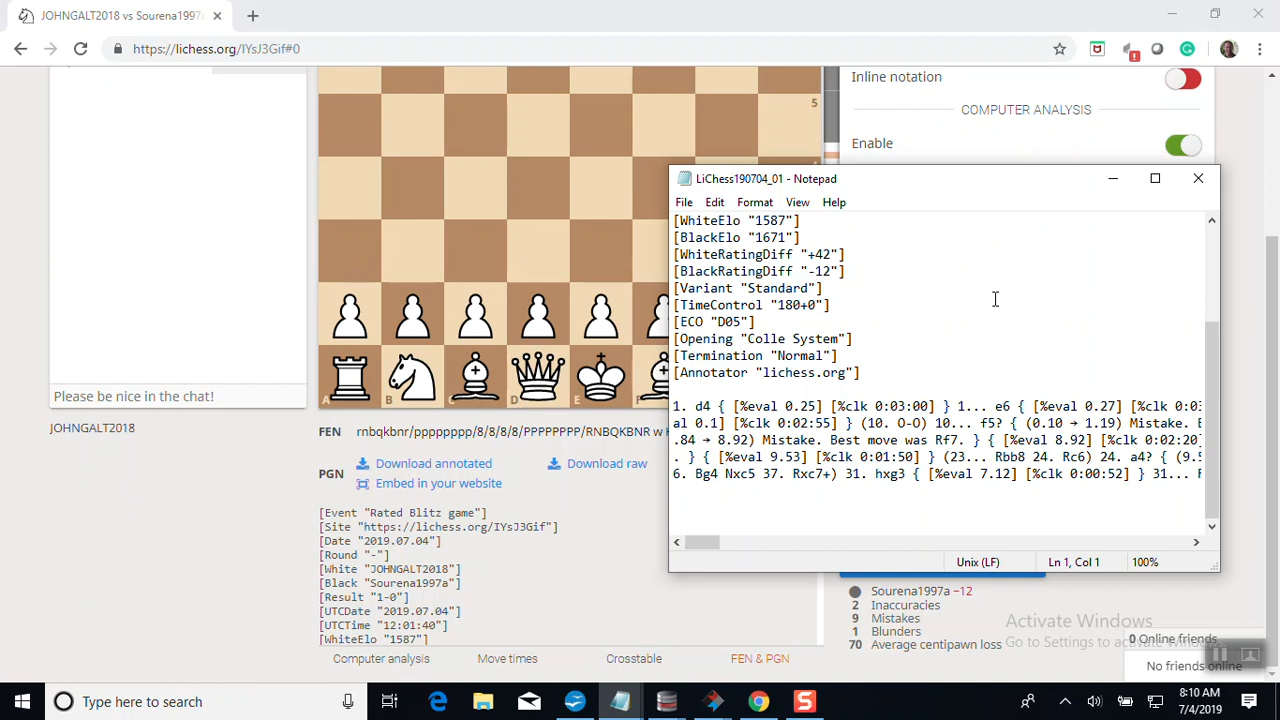 JOHNGALT2018 vs Sourena1997a
https://lichess.org/IYsJ3Gif#0
Please be nice in the chat!
JOHNGALT2018
5
A B C D E F
FEN rnbqkbnr/pppppppp/8/8/8/8/PPPPPPPP/RNBQKBNR w
PGN Download annotated Download raw
Embed in your website
[Event "Rated Blitz game"]
[Site "https://lichess.org/IYsJ3Gif"]
[Date "2019.07.04"]
[Round "-"]
[White "JOHNGALT2018"]
[Black "Sourena1997a"]
[Result "1-0"]
[UTCDate "2019.07.04"]
[UTCTime "12:01:40"]
[WhiteElo "1587"]
Computer analysis Move times Crosstable FEN & PGN
Inline notation
COMPUTER ANALYSIS
Enable
LiChess190704_01 - Notepad
File Edit Format View Help
[WhiteElo "1587"]
[BlackElo "1671"]
[WhiteRatingDiff "+42"]
[BlackRatingDiff "-12"]
[Variant "Standard"]
[TimeControl "180+0"]
[ECO "D05"]
[Opening "Colle System"]
[Termination "Normal"]
[Annotator "lichess.org"]
1. d4 { [%eval 0.25] [%clk 0:03:00] } 1... e6 { [%eval 0.27] [%clk 0:03
al 0.1] [%clk 0:02:55] } (10. O-O) 10... f5? { (0.10 → 1.19) Mistake. B
.84 → 8.92) Mistake. Best move was Rf7. } { [%eval 8.92] [%clk 0:02:20]
. } { [%eval 9.53] [%clk 0:01:50] } (23... Rbb8 24. Rc6) 24. a4? { (9.5
6. Bg4 Nxc5 37. Rxc7+) 31. hxg3 { [%eval 7.12] [%clk 0:00:52] } 31...
Unix (LF) Ln 1, Col 1 100%
Sourena1997a −12
2 Inaccuracies
9 Mistakes
1 Blunders
70 Average centipawn loss
Activate Windows
Go to Settings to activate Windows.
0 Online friends
No friends online
Type here to search
8:10 AM
7/4/2019